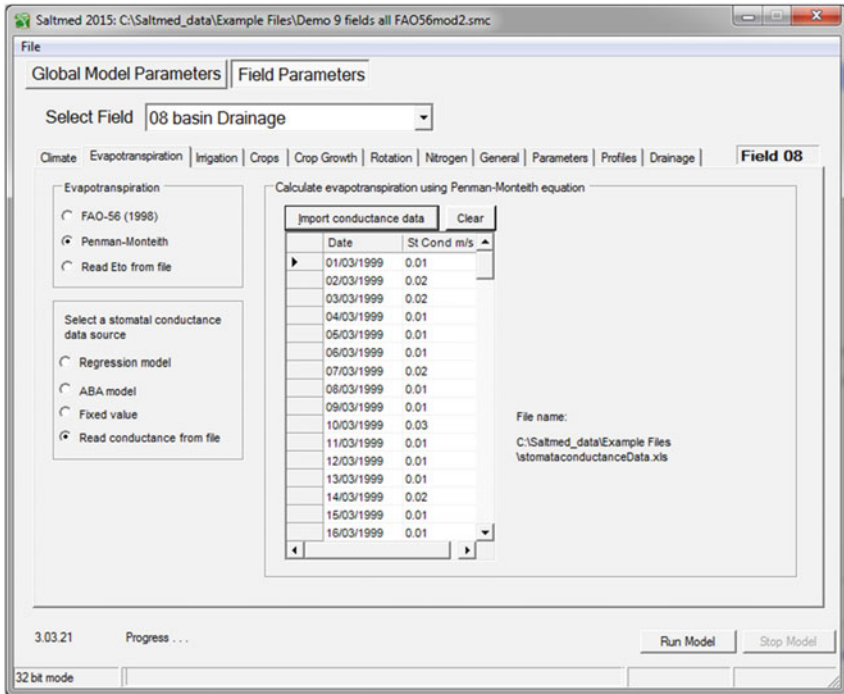 Saltmed 2015: C:\Saltmed_data\Example Files\Demo 9 fields all FAO56mod2.smc
File
Global Model Parameters Field Parameters
Select Field 08 basin Drainage
Climate Evapotranspiration Irrigation Crops Crop Growth Rotation Nitrogen General Parameters Profiles Drainage Field 08
Evapotranspiration
FAO-56 (1998)
Penman-Monteith
Read Eto from file
Select a stomatal conductance
data source
Regression model
ABA model
Fixed value
Read conductance from file
Calculate evapotranspiration using Penman-Monteith equation
Import conductance data Clear
Date St Cond m/s
01/03/1999 0.01
02/03/1999 0.02
03/03/1999 0.02
04/03/1999 0.01
05/03/1999 0.01
06/03/1999 0.01
07/03/1999 0.02
08/03/1999 0.01
09/03/1999 0.01
10/03/1999 0.03
11/03/1999 0.01
12/03/1999 0.01
13/03/1999 0.01
14/03/1999 0.02
15/03/1999 0.01
16/03/1999 0.01
File name:
C:\Saltmed_data\Example Files
\stomataconductanceData.xls
3.03.21 Progress . . .
Run Model Stop Model
32 bit mode